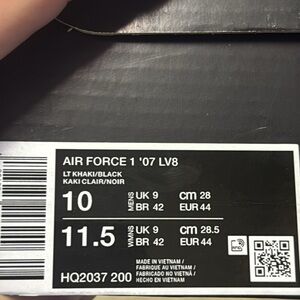 AIR FORCE 1 '07 LV8
LT KHAKI/BLACK
KAKI CLAIR/NOIR
10 MENS UK 9 cm 28
BR 42 EUR 44
11.5 WMNS UK 9 cm 28.5
BR 42 EUR 44
MADE IN VIETNAM /
FABRIQUE AU VIETNAM /
FABRICADO NO VIETNÃ /
HQ2037 200 HECHO EN VIETNAM